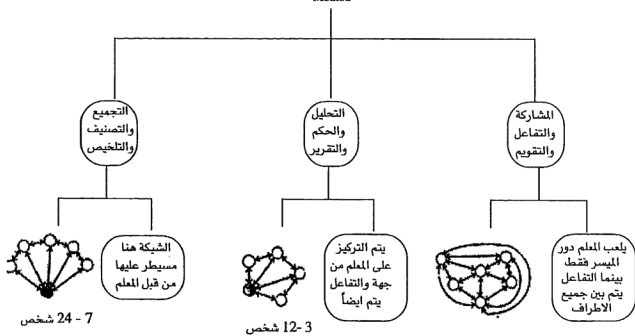 المشاركة
والتفاعل
والتقويم
التحليل
والحكم
والتقرير
التجميع
والتصنيف
والتلخيص
يلعب المعلم دور
الميسر فقط
بينما التفاعل
يتم بين جميع
الاطراف
يتم التركيز
على المعلم من
جهة والتفاعل
يتم ايضاً
3 -12 شخص
الشبكة هنا
مسيطر عليها
من قبل المعلم
7 - 24 شخص